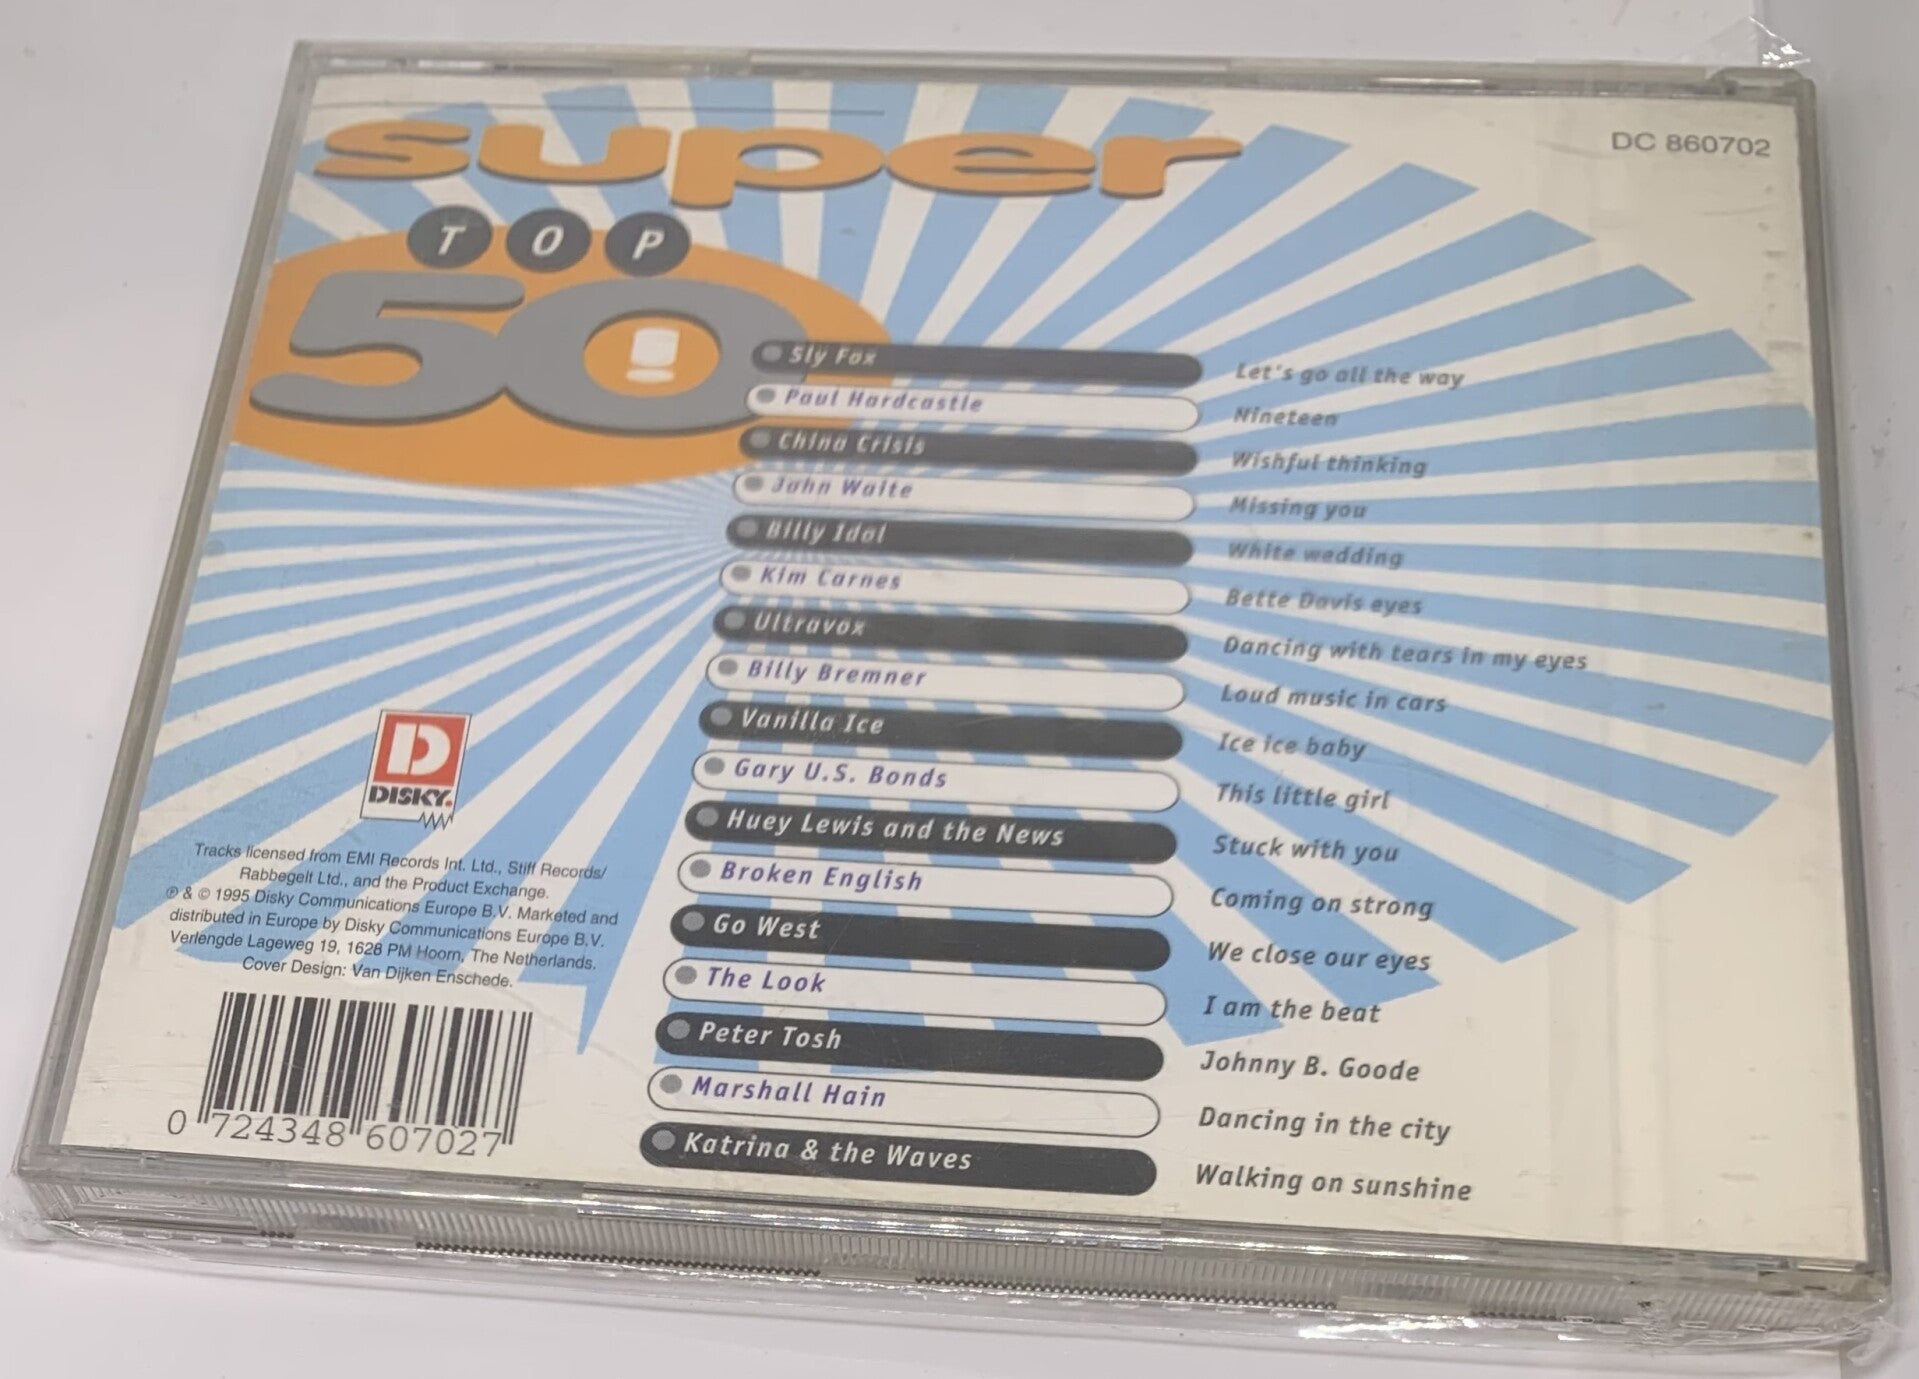 super
DC 860702
TOP
50!
Sly Fox Let's go all the way
Paul Hardcastle Nineteen
China Crisis Wishful thinking
John Waite Missing you
Billy Idol White wedding
Kim Carnes Bette Davis eyes
Ultravox Dancing with tears in my eyes
Billy Bremner Loud music in cars
Vanilla Ice Ice ice baby
Gary U.S. Bonds This little girl
Huey Lewis and the News Stuck with you
Broken English Coming on strong
Go West We close our eyes
The Look I am the beat
Peter Tosh Johnny B. Goode
Marshall Hain Dancing in the city
Katrina & the Waves Walking on sunshine
D
DISKY.
Tracks licensed from EMI Records Int. Ltd., Stiff Records/
Rabbegelt Ltd., and the Product Exchange.
℗ & © 1995 Disky Communications Europe B.V. Marketed and
distributed in Europe by Disky Communications Europe B.V.
Verlengde Lageweg 19, 1628 PM Hoorn, The Netherlands.
Cover Design: Van Dijken Enschede.
0 724348 607027